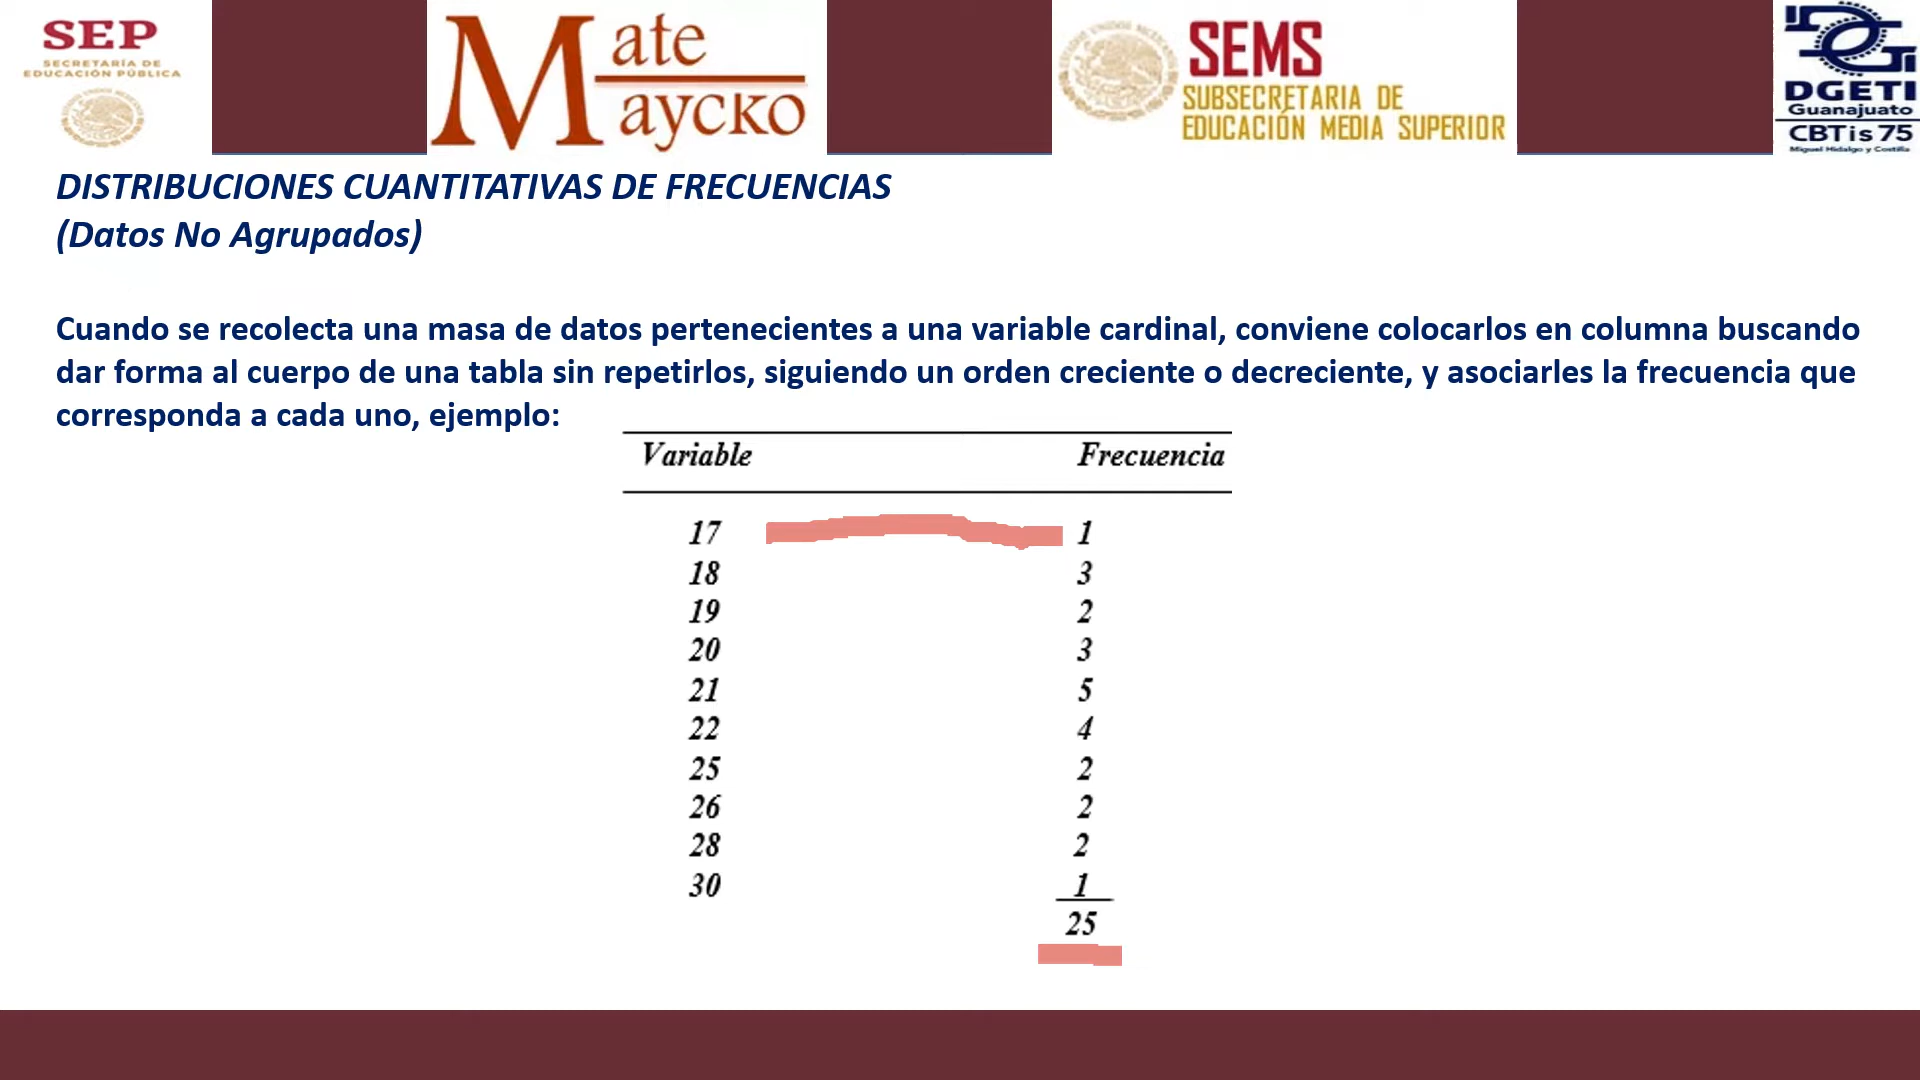 SEP
SECRETARÍA DE
EDUCACIÓN PÚBLICA
Mate
Maycko
SEMS
SUBSECRETARIA DE
EDUCACIÓN MEDIA SUPERIOR
DGETI
Guanajuato
CBTis 75
Miguel Hidalgo y Costilla
DISTRIBUCIONES CUANTITATIVAS DE FRECUENCIAS
(Datos No Agrupados)
Cuando se recolecta una masa de datos pertenecientes a una variable cardinal, conviene colocarlos en columna buscando
dar forma al cuerpo de una tabla sin repetirlos, siguiendo un orden creciente o decreciente, y asociarles la frecuencia que
corresponda a cada uno, ejemplo:
Variable Frecuencia
17 1
18 3
19 2
20 3
21 5
22 4
25 2
26 2
28 2
30 1
25